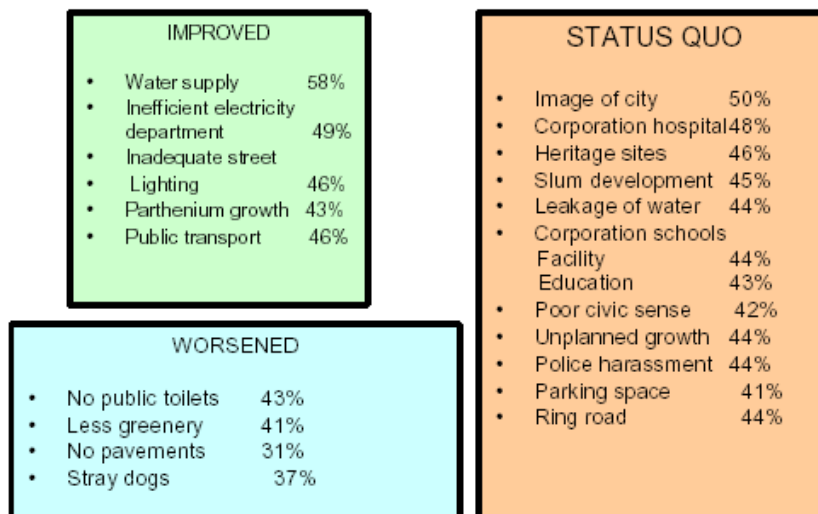 IMPROVED
• Water supply 58%
• Inefficient electricity
department 49%
• Inadequate street
Lighting 46%
• Parthenium growth 43%
• Public transport 46%
WORSENED
• No public toilets 43%
• Less greenery 41%
• No pavements 31%
• Stray dogs 37%
STATUS QUO
• Image of city 50%
• Corporation hospital 48%
• Heritage sites 46%
• Slum development 45%
• Leakage of water 44%
• Corporation schools
Facility 44%
Education 43%
• Poor civic sense 42%
• Unplanned growth 44%
• Police harassment 44%
• Parking space 41%
• Ring road 44%